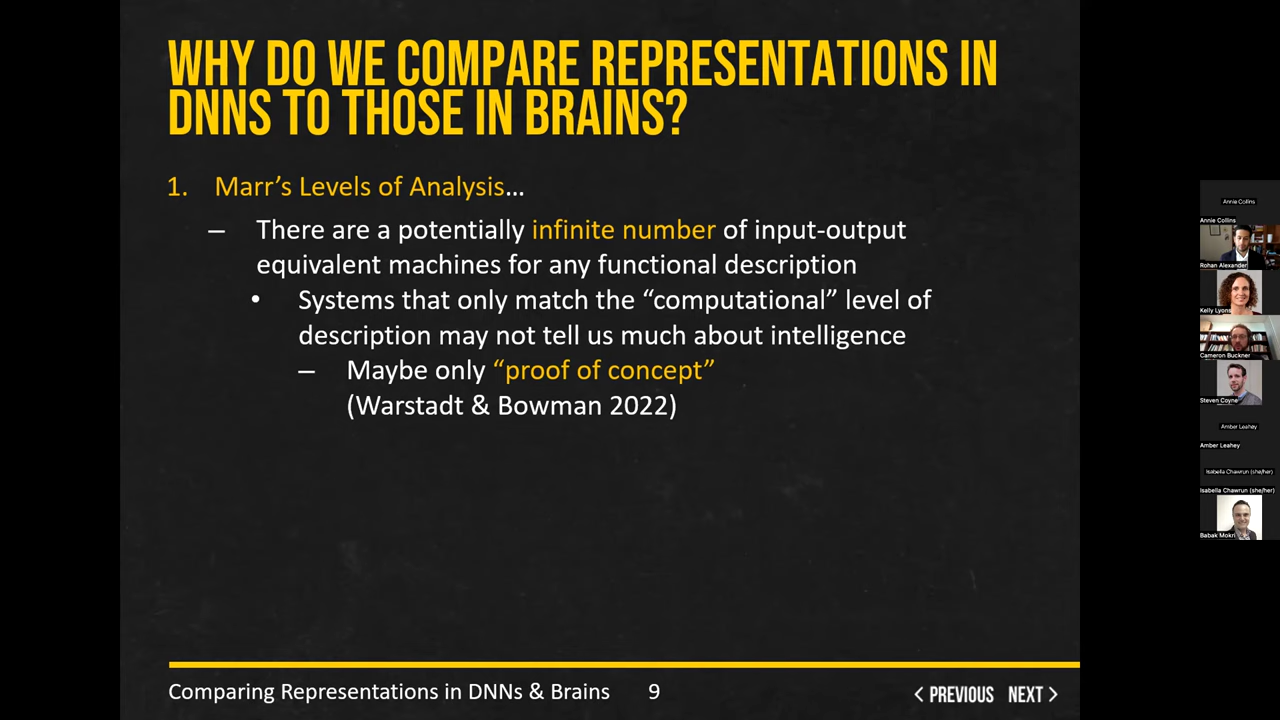 WHY DO WE COMPARE REPRESENTATIONS IN
DNNS TO THOSE IN BRAINS?
1. Marr's Levels of Analysis...
– There are a potentially infinite number of input-output
equivalent machines for any functional description
• Systems that only match the “computational” level of
description may not tell us much about intelligence
– Maybe only “proof of concept”
(Warstadt & Bowman 2022)
Comparing Representations in DNNs & Brains 9
< PREVIOUS NEXT >
Annie Collins
Annie Collins
Rohan Alexander
Kelly Lyons
Cameron Buckner
Steven Coyne
Amber Leahey
Amber Leahey
Isabella Chawrun (she/her)
Isabella Chawrun (she/her)
Babak Mokri